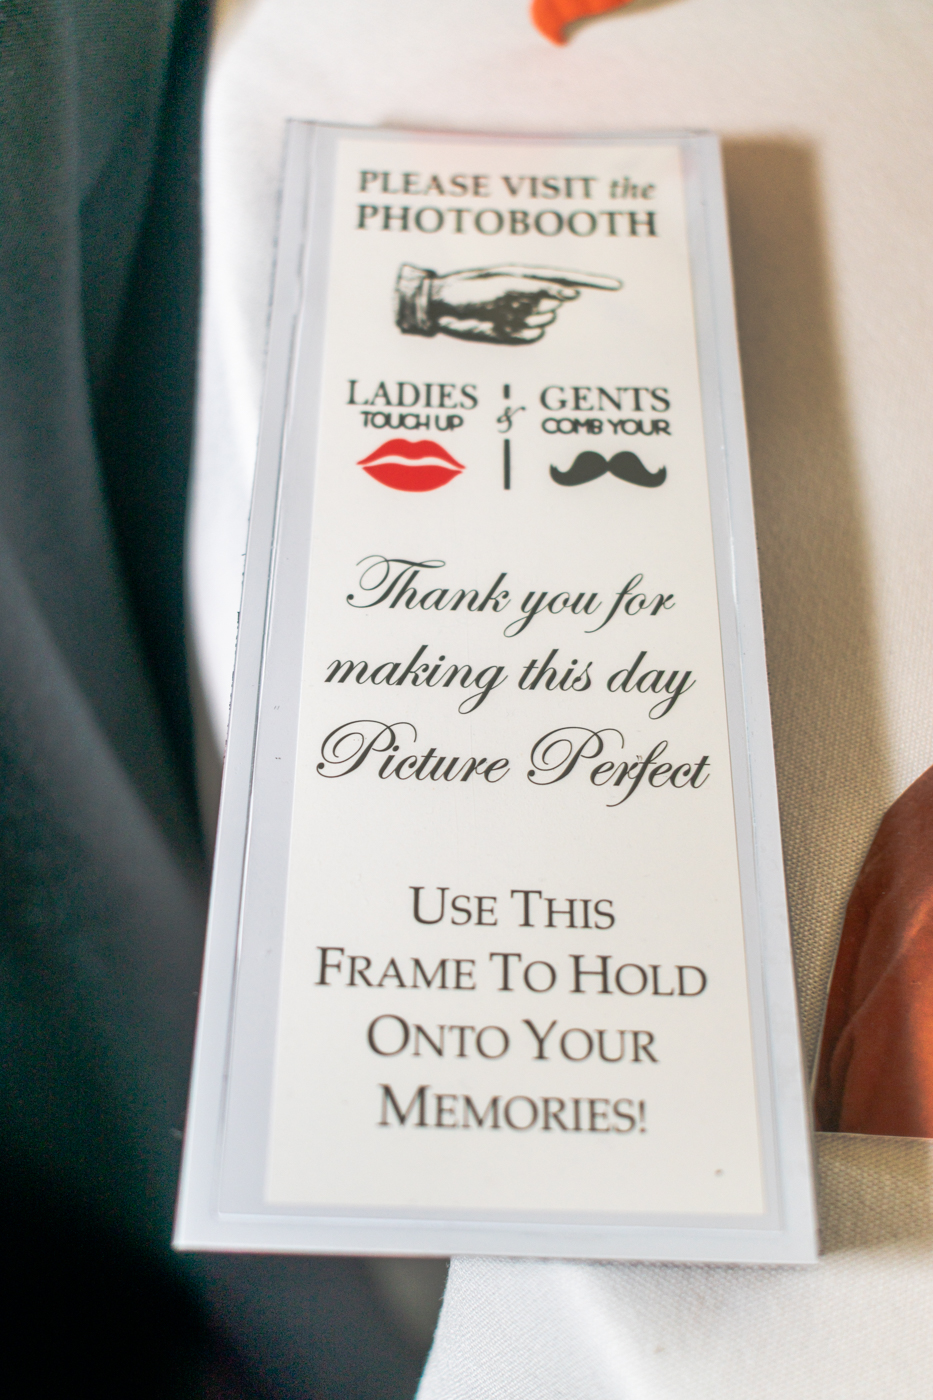 PLEASE VISIT the
PHOTOBOOTH
LADIES & GENTS
TOUCH UP COMB YOUR
Thank you for
making this day
Picture Perfect
USE THIS
FRAME TO HOLD
ONTO YOUR
MEMORIES!